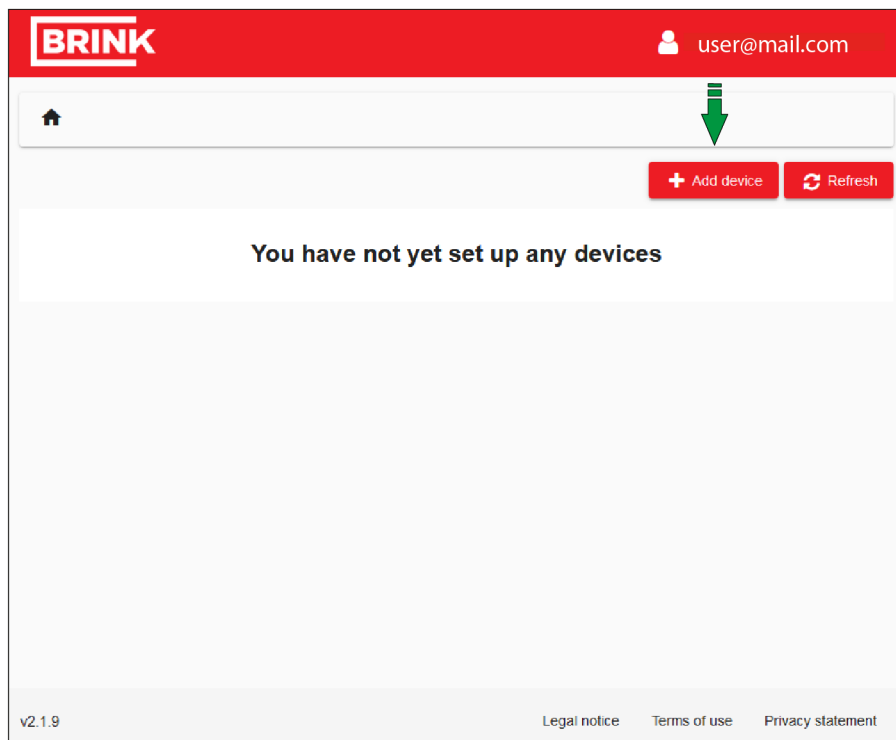 BRINK
user@mail.com
Add device
Refresh
You have not yet set up any devices
v2.1.9
Legal notice
Terms of use
Privacy statement